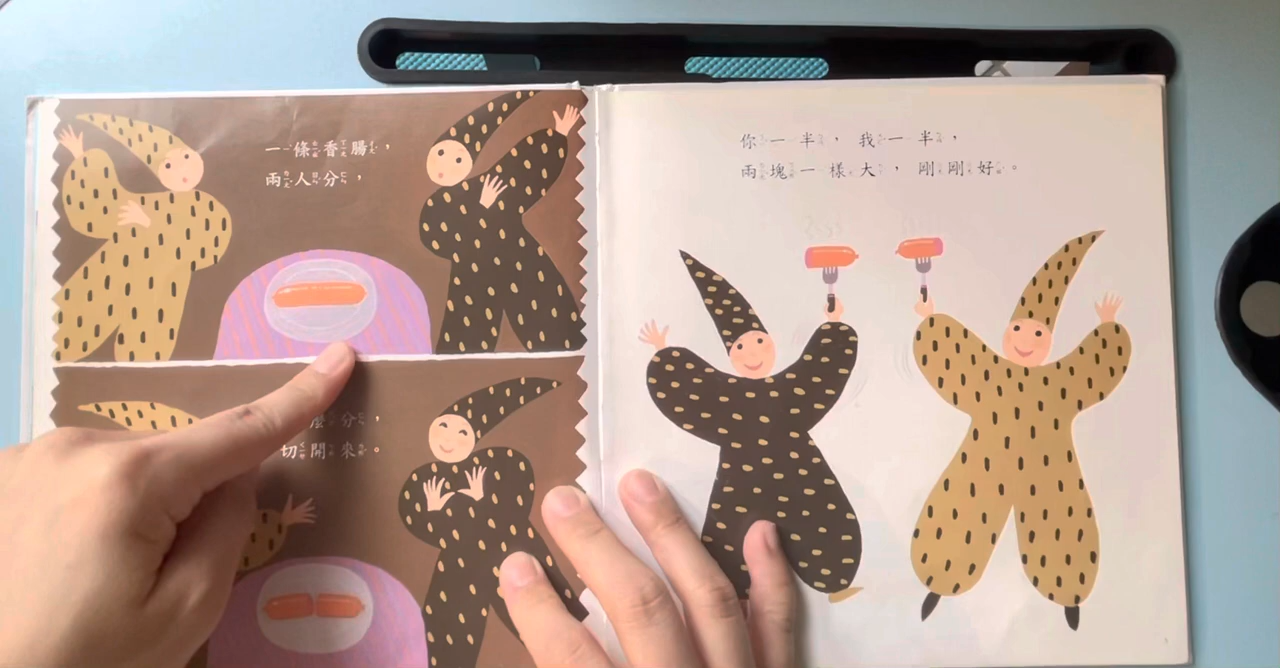 一條香腸，
兩人分，
麼分，
切開來。
你一半，我一半，
兩塊一樣大，剛剛好。